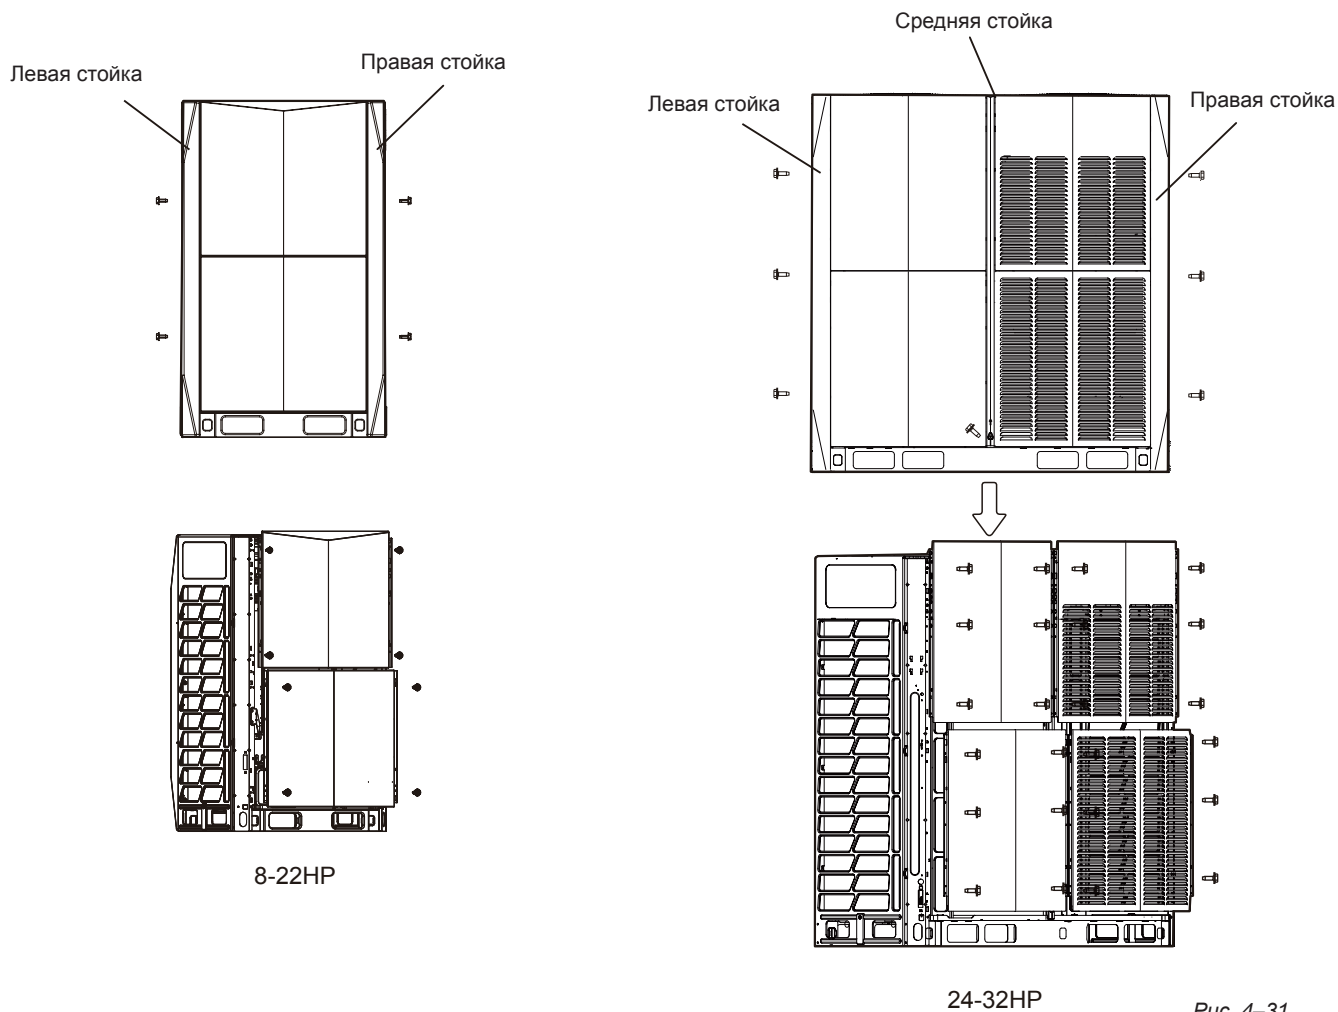 Средняя стойка
Левая стойка
Правая стойка
Левая стойка
Правая стойка
8-22HP
24-32HP
Рис. 4–31